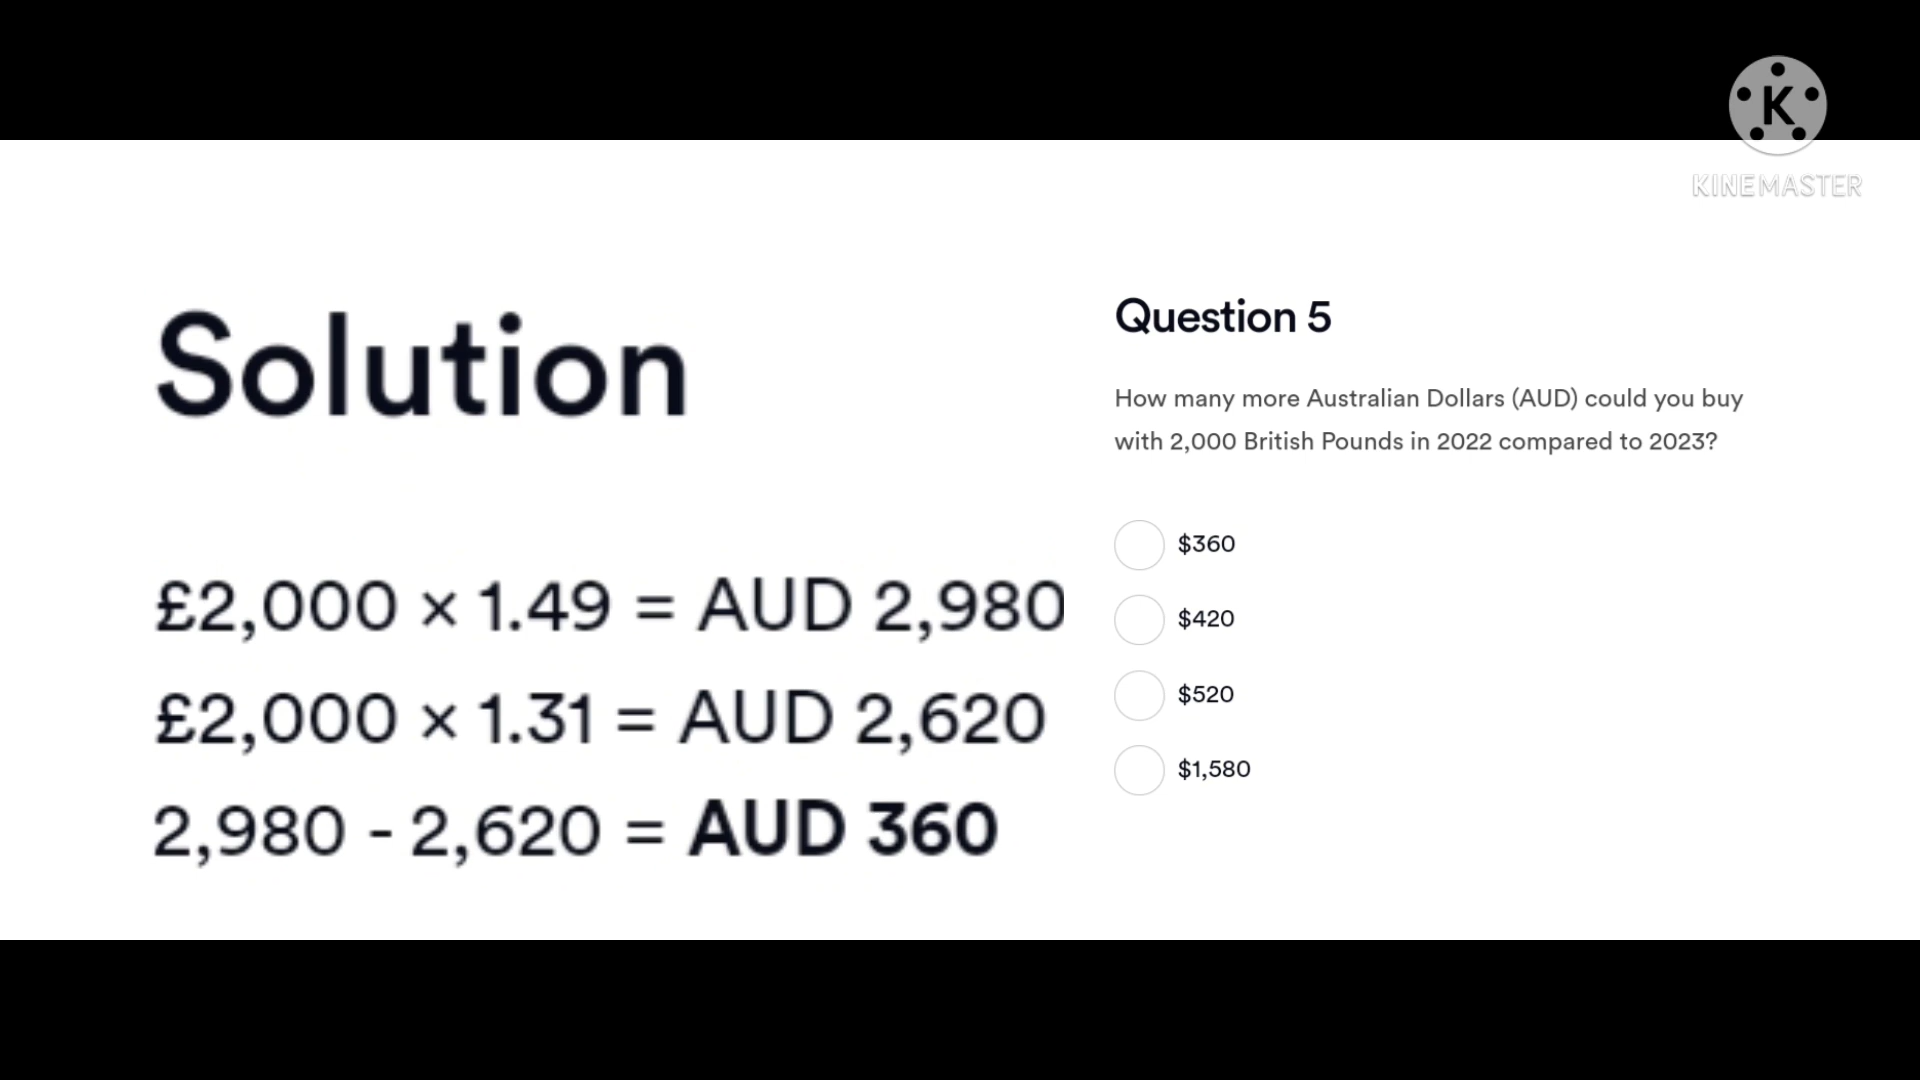 K
KINEMASTER
Solution
£2,000 × 1.49 = AUD 2,980
£2,000 × 1.31 = AUD 2,620
2,980 - 2,620 = AUD 360
Question 5
How many more Australian Dollars (AUD) could you buy
with 2,000 British Pounds in 2022 compared to 2023?
$360
$420
$520
$1,580